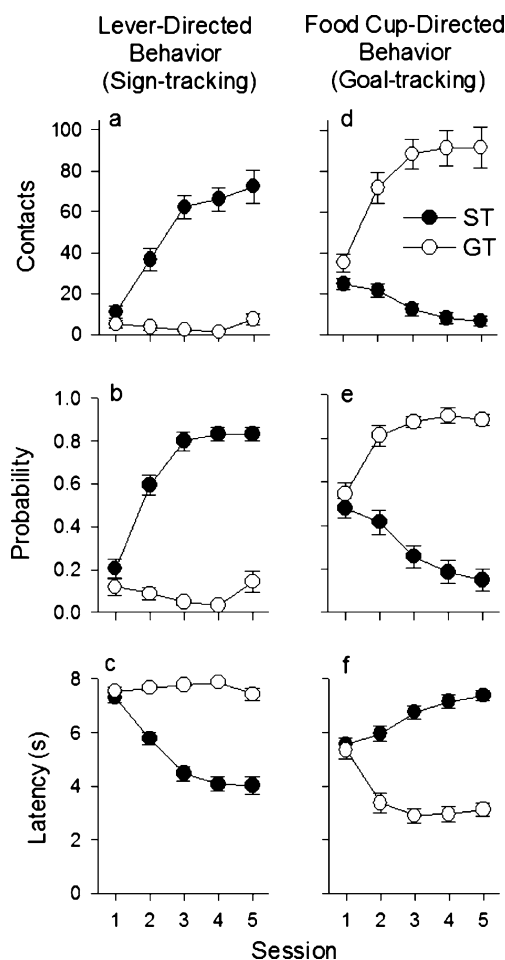 Lever-Directed
Behavior
(Sign-tracking)
Food Cup-Directed
Behavior
(Goal-tracking)
a
100
80
60
40
20
0
Contacts
d
ST
GT
b
1.0
0.8
0.6
0.4
0.2
0.0
Probability
e
c
8
6
4
2
0
Latency (s)
1 2 3 4 5
f
1 2 3 4 5
Session